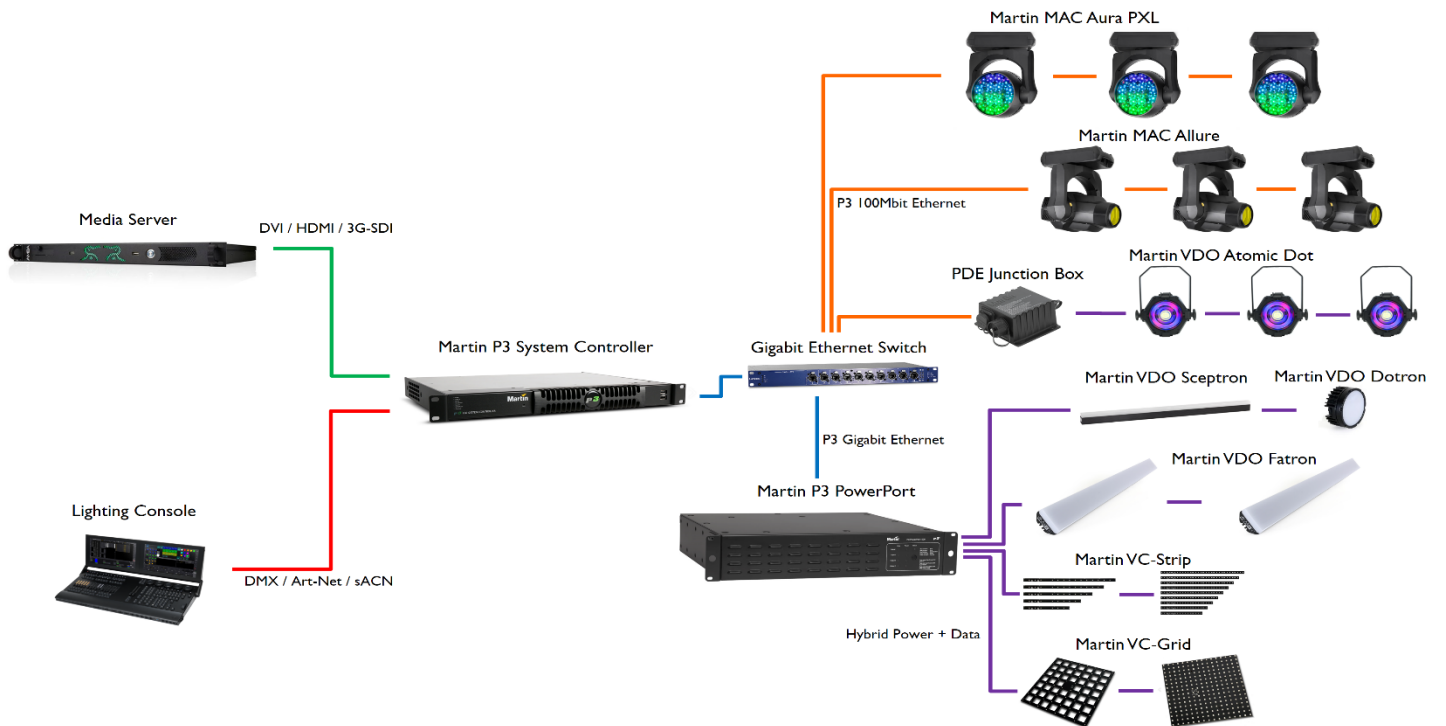 Martin MAC Aura PXL
Martin MAC Allure
P3 100Mbit Ethernet
Media Server
DVI / HDMI / 3G-SDI
Martin VDO Atomic Dot
PDE Junction Box
Martin P3 System Controller
Gigabit Ethernet Switch
Martin
P3
Martin VDO Sceptron
Martin VDO Dotron
P3 Gigabit Ethernet
Martin VDO Fatron
Martin P3 PowerPort
Lighting Console
Martin
DMX / Art-Net / sACN
Martin VC-Strip
Hybrid Power + Data
Martin VC-Grid